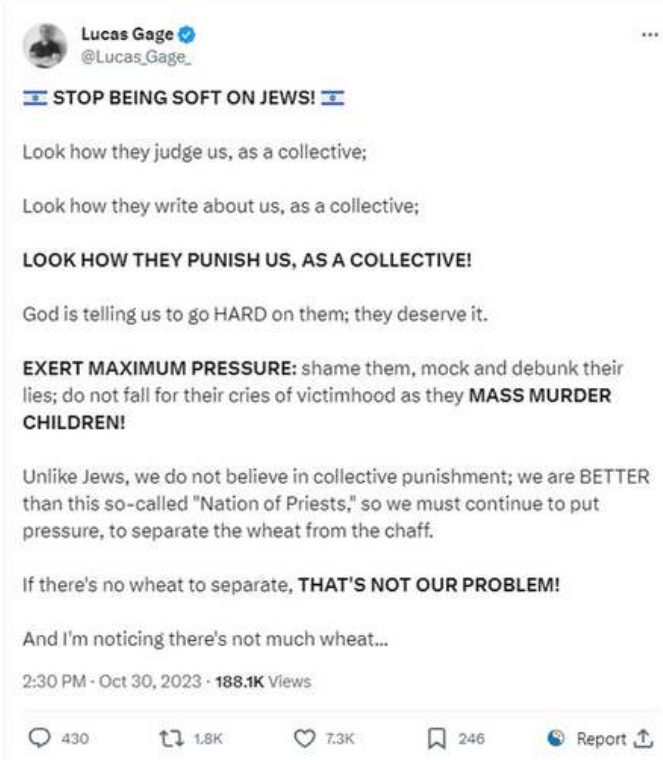 Lucas Gage
@Lucas_Gage_
🇮🇱 STOP BEING SOFT ON JEWS! 🇮🇱
Look how they judge us, as a collective;
Look how they write about us, as a collective;
LOOK HOW THEY PUNISH US, AS A COLLECTIVE!
God is telling us to go HARD on them; they deserve it.
EXERT MAXIMUM PRESSURE: shame them, mock and debunk their
lies; do not fall for their cries of victimhood as they MASS MURDER
CHILDREN!
Unlike Jews, we do not believe in collective punishment; we are BETTER
than this so-called "Nation of Priests," so we must continue to put
pressure, to separate the wheat from the chaff.
If there's no wheat to separate, THAT'S NOT OUR PROBLEM!
And I'm noticing there's not much wheat...
2:30 PM · Oct 30, 2023 · 188.1K Views
430 1.8K 7.3K 246 Report